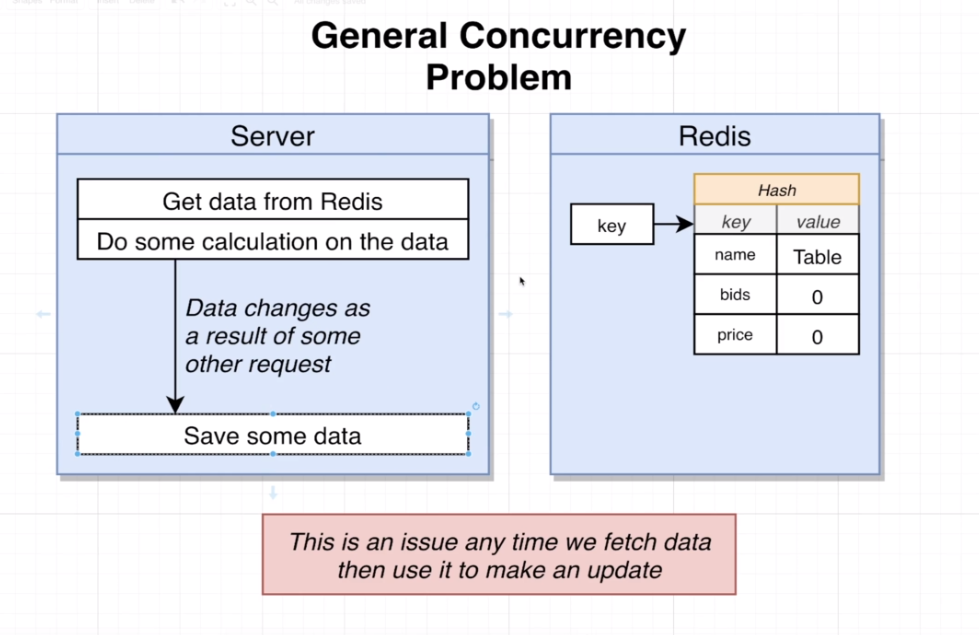 General Concurrency
Problem
Server
Get data from Redis
Do some calculation on the data
Data changes as
a result of some
other request
Save some data
Redis
key
Hash
key value
name Table
bids 0
price 0
This is an issue any time we fetch data
then use it to make an update